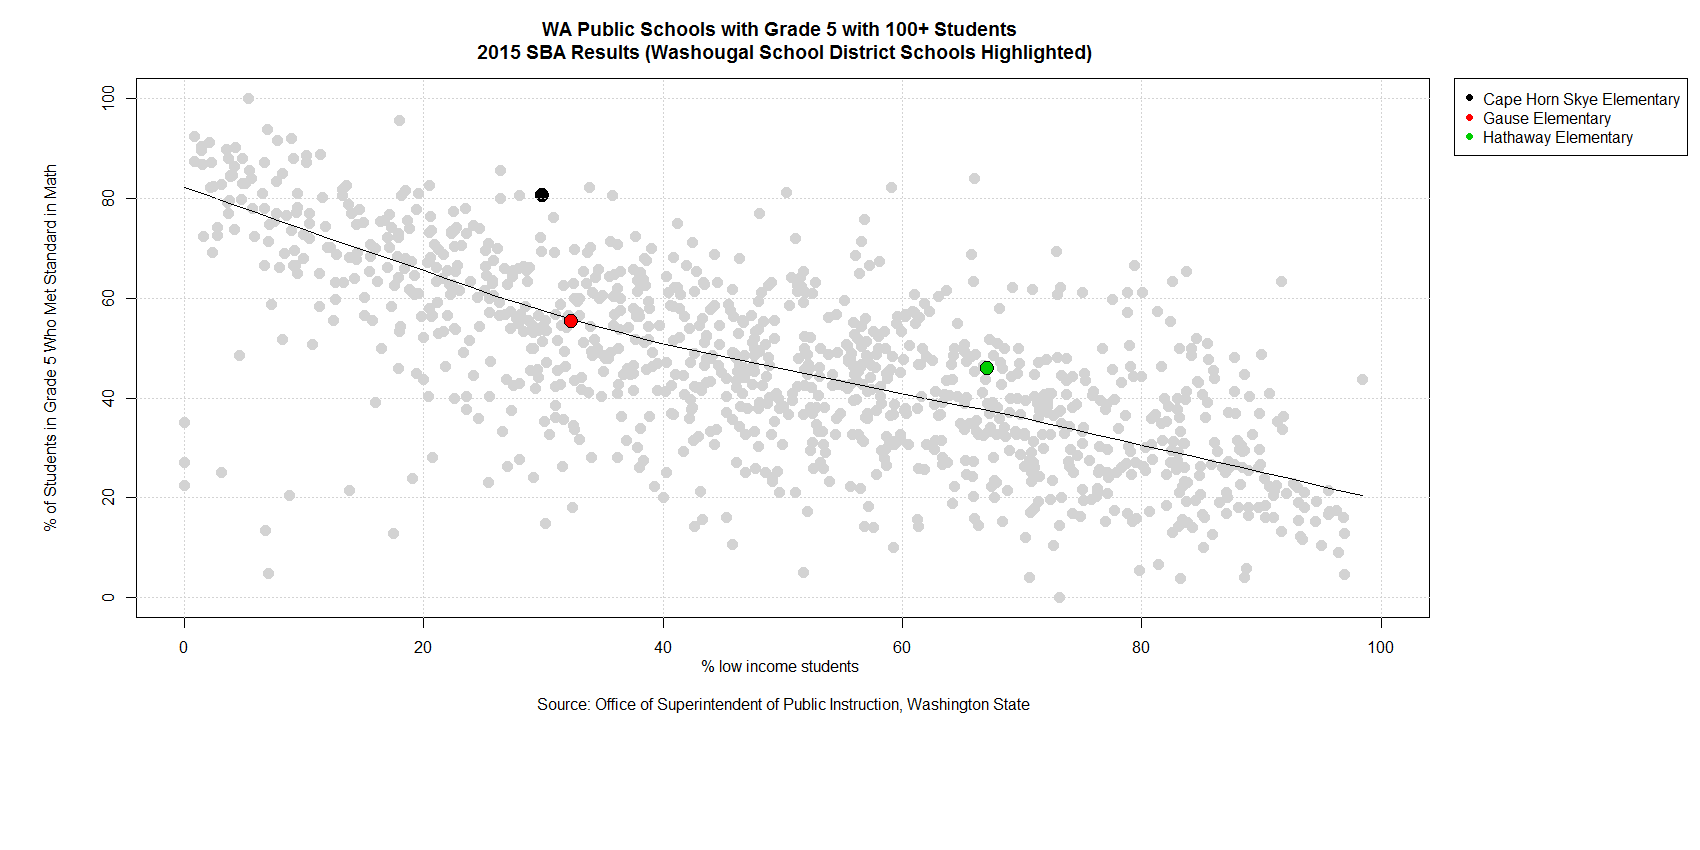 WA Public Schools with Grade 5 with 100+ Students
2015 SBA Results (Washougal School District Schools Highlighted)
% of Students in Grade 5 Who Met Standard in Math
100
80
60
40
20
0
0 20 40 60 80 100
% low income students
Source: Office of Superintendent of Public Instruction, Washington State
Cape Horn Skye Elementary
Gause Elementary
Hathaway Elementary